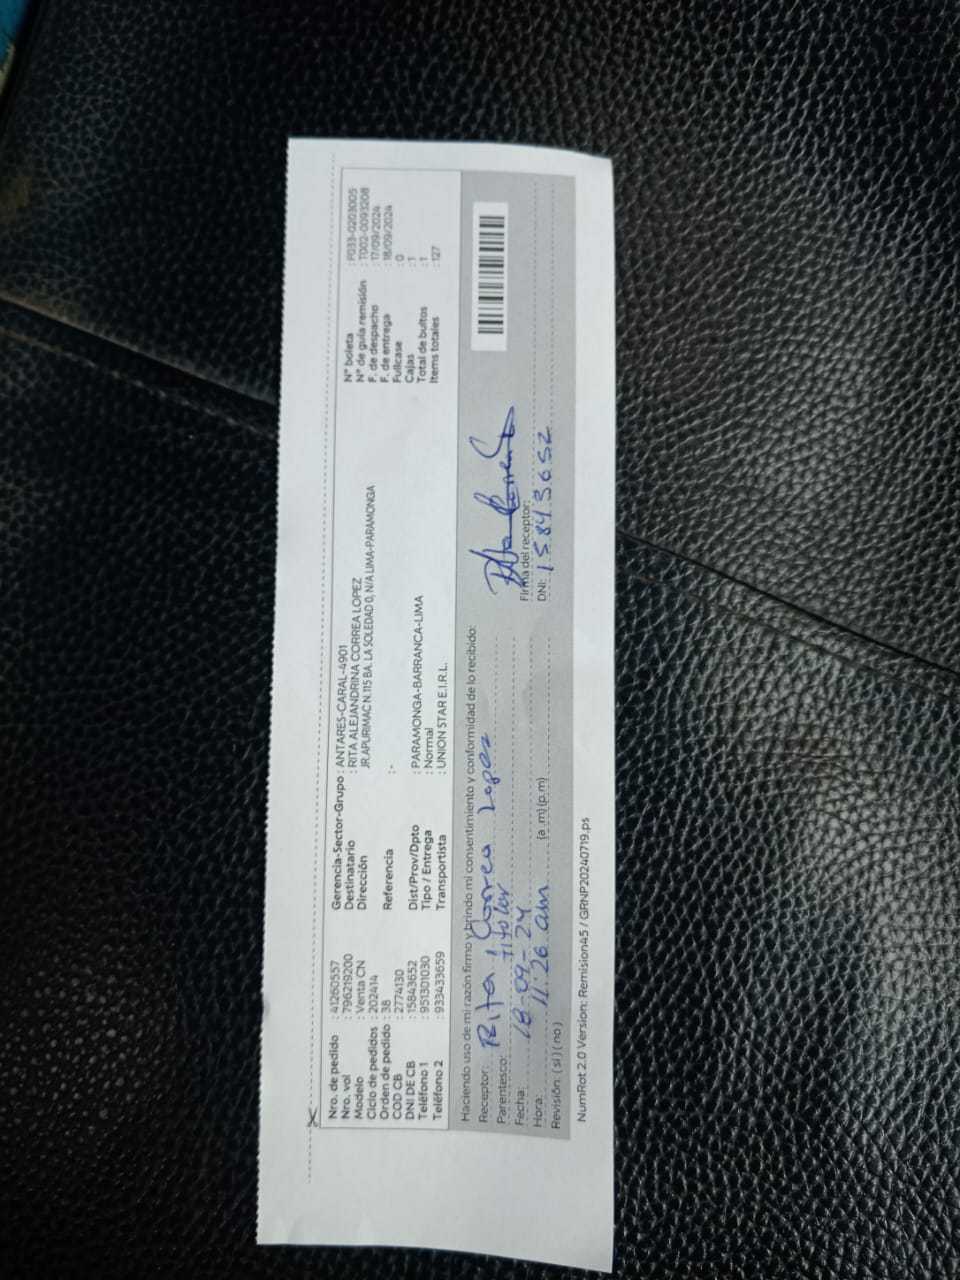 Nro. de pedido : 41260557
Nro. vol : 796219200
Modelo : Venta CN
Ciclo de pedidos : 202414
Orden de pedido : 38
COD CB : 2774130
DNI DE CB : 15843652
Teléfono 1 : 951301030
Teléfono 2 : 933433659
Gerencia-Sector-Grupo : ANTARES-CARAL-4901
Destinatario : RITA ALEJANDRINA CORREA LOPEZ
Dirección JR.APURIMAC N.115 BA. LA SOLEDAD 0, N/A LIMA-PARAMONGA
Referencia :-
Dist/Prov/Dpto : PARAMONGA-BARRANCA-LIMA
Tipo / Entrega : Normal
Transportista : UNION STAR E.I.R.L.
N° boleta : F033-0203005
N° de guía remisión : T002-0093208
F. de despacho : 17/09/2024
F. de entrega : 18/09/2024
Fullcase : 0
Cajas : 1
Total de bultos : 1
Items totales : 127
Haciendo uso de mi razón firmo y brindo mi consentimiento y conformidad de lo recibido:
Receptor: Rita Correa Lopez
Parentesco: titular
Fecha: 18-09-24
Hora: 11:26 am (a .m) (p.m)
Revisión: ( si ) ( no )
Firma del receptor:
DNI: 15843652
NumRot 2.0 Version: Remision45 / GRNP20240719.ps